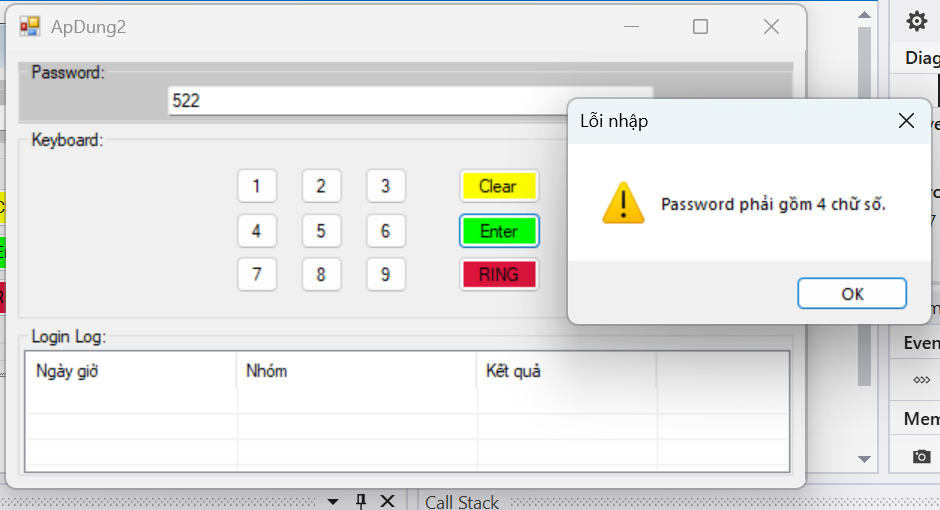 ApDung2
Password:
522
Keyboard:
1 2 3 Clear
4 5 6 Enter
7 8 9 RING
Lỗi nhập
Password phải gồm 4 chữ số.
OK
Login Log:
Ngày giờ Nhóm Kết quả
Call Stack
Diag
Even
Mem